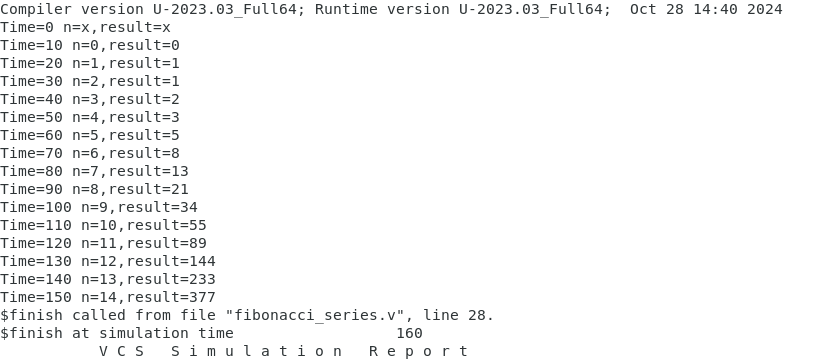 Compiler version U-2023.03_Full64; Runtime version U-2023.03_Full64;  Oct 28 14:40 2024
Time=0 n=x,result=x
Time=10 n=0,result=0
Time=20 n=1,result=1
Time=30 n=2,result=1
Time=40 n=3,result=2
Time=50 n=4,result=3
Time=60 n=5,result=5
Time=70 n=6,result=8
Time=80 n=7,result=13
Time=90 n=8,result=21
Time=100 n=9,result=34
Time=110 n=10,result=55
Time=120 n=11,result=89
Time=130 n=12,result=144
Time=140 n=13,result=233
Time=150 n=14,result=377
$finish called from file "fibonacci_series.v", line 28.
$finish at simulation time                  160
           V C S   S i m u l a t i o n   R e p o r t